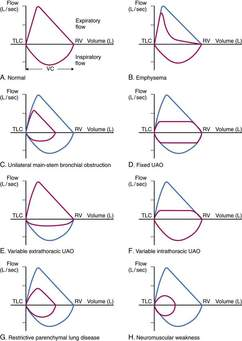 Flow
(L/sec)
Expiratory
flow
TLC
RV
Volume (L)
Inspiratory
flow
VC
A. Normal
Flow
(L/sec)
TLC
RV
Volume (L)
B. Emphysema
Flow
(L/sec)
TLC
RV
Volume (L)
C. Unilateral main-stem bronchial obstruction
Flow
(L/sec)
TLC
RV
Volume (L)
D. Fixed UAO
Flow
(L/sec)
TLC
RV
Volume (L)
E. Variable extrathoracic UAO
Flow
(L/sec)
TLC
RV
Volume (L)
F. Variable intrathoracic UAO
Flow
(L/sec)
TLC
RV
Volume (L)
G. Restrictive parenchymal lung disease
Flow
(L/sec)
TLC
RV
Volume (L)
H. Neuromuscular weakness